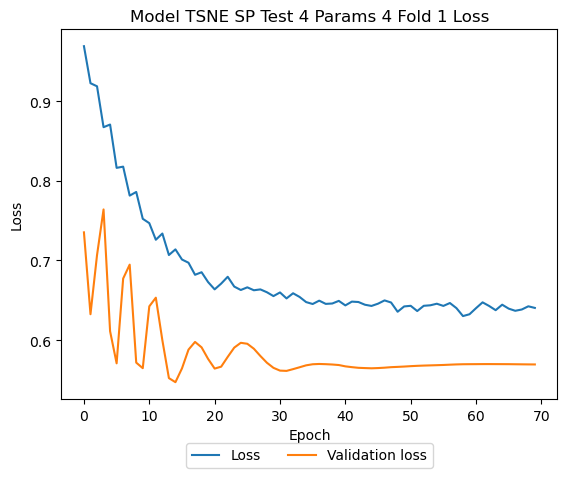 Model TSNE SP Test 4 Params 4 Fold 1 Loss
Loss
0.9
0.8
0.7
0.6
0 10 20 30 40 50 60 70
Epoch
Loss Validation loss